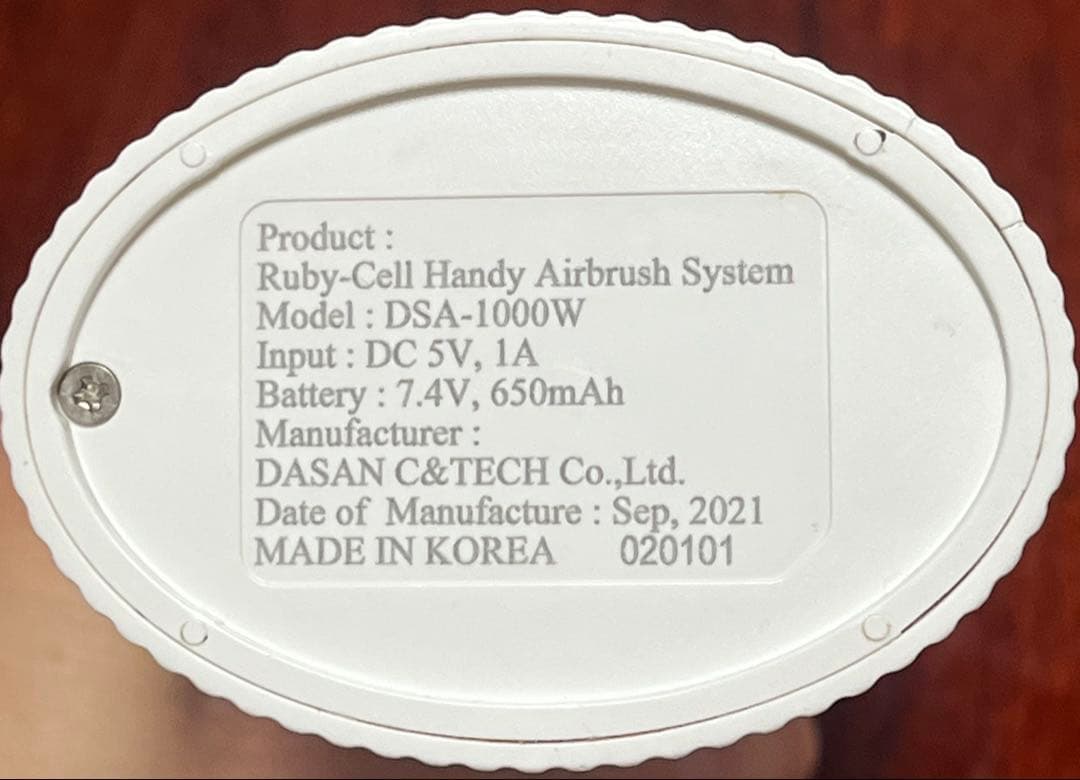 Product :
Ruby-Cell Handy Airbrush System
Model : DSA-1000W
Input : DC 5V, 1A
Battery : 7.4V, 650mAh
Manufacturer :
DASAN C&TECH Co.,Ltd.
Date of Manufacture : Sep, 2021
MADE IN KOREA 020101